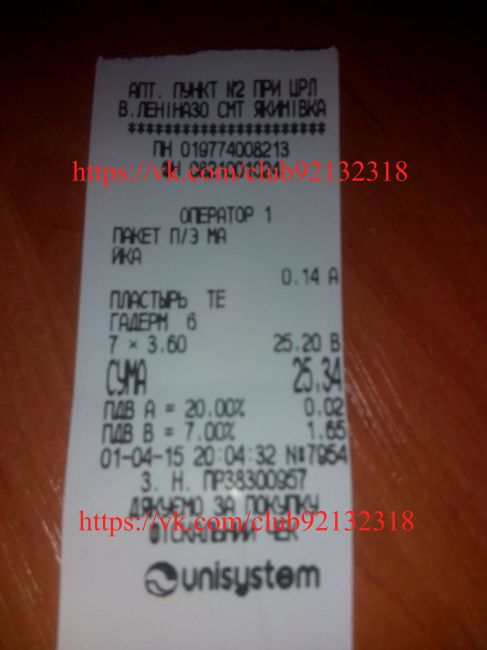 АПТ. ПУНКТ №2 ПРИ ЦРЛ
В.ЛЕНІНА30 СМТ ЯКИМІВКА
**********************
ПН 019774008213
https://vk.com/club92132318
ОПЕРАТОР 1
ПАКЕТ П/Э МА
ЙКА
0.14 А
ПЛАСТЫРЬ ТЕ
ГАДЕРМ 6
7 × 3.60 25.20 В
СУМА 25.34
ПДВ А = 20.00% 0.02
ПДВ В = 7.00% 1.65
01-04-15 20:04:32 №7954
З. Н. ПР38300957
ДЯКУЄМО ЗА ПОКУПКУ
https://vk.com/club92132318
ФІСКАЛЬНИЙ ЧЕК
unisystem